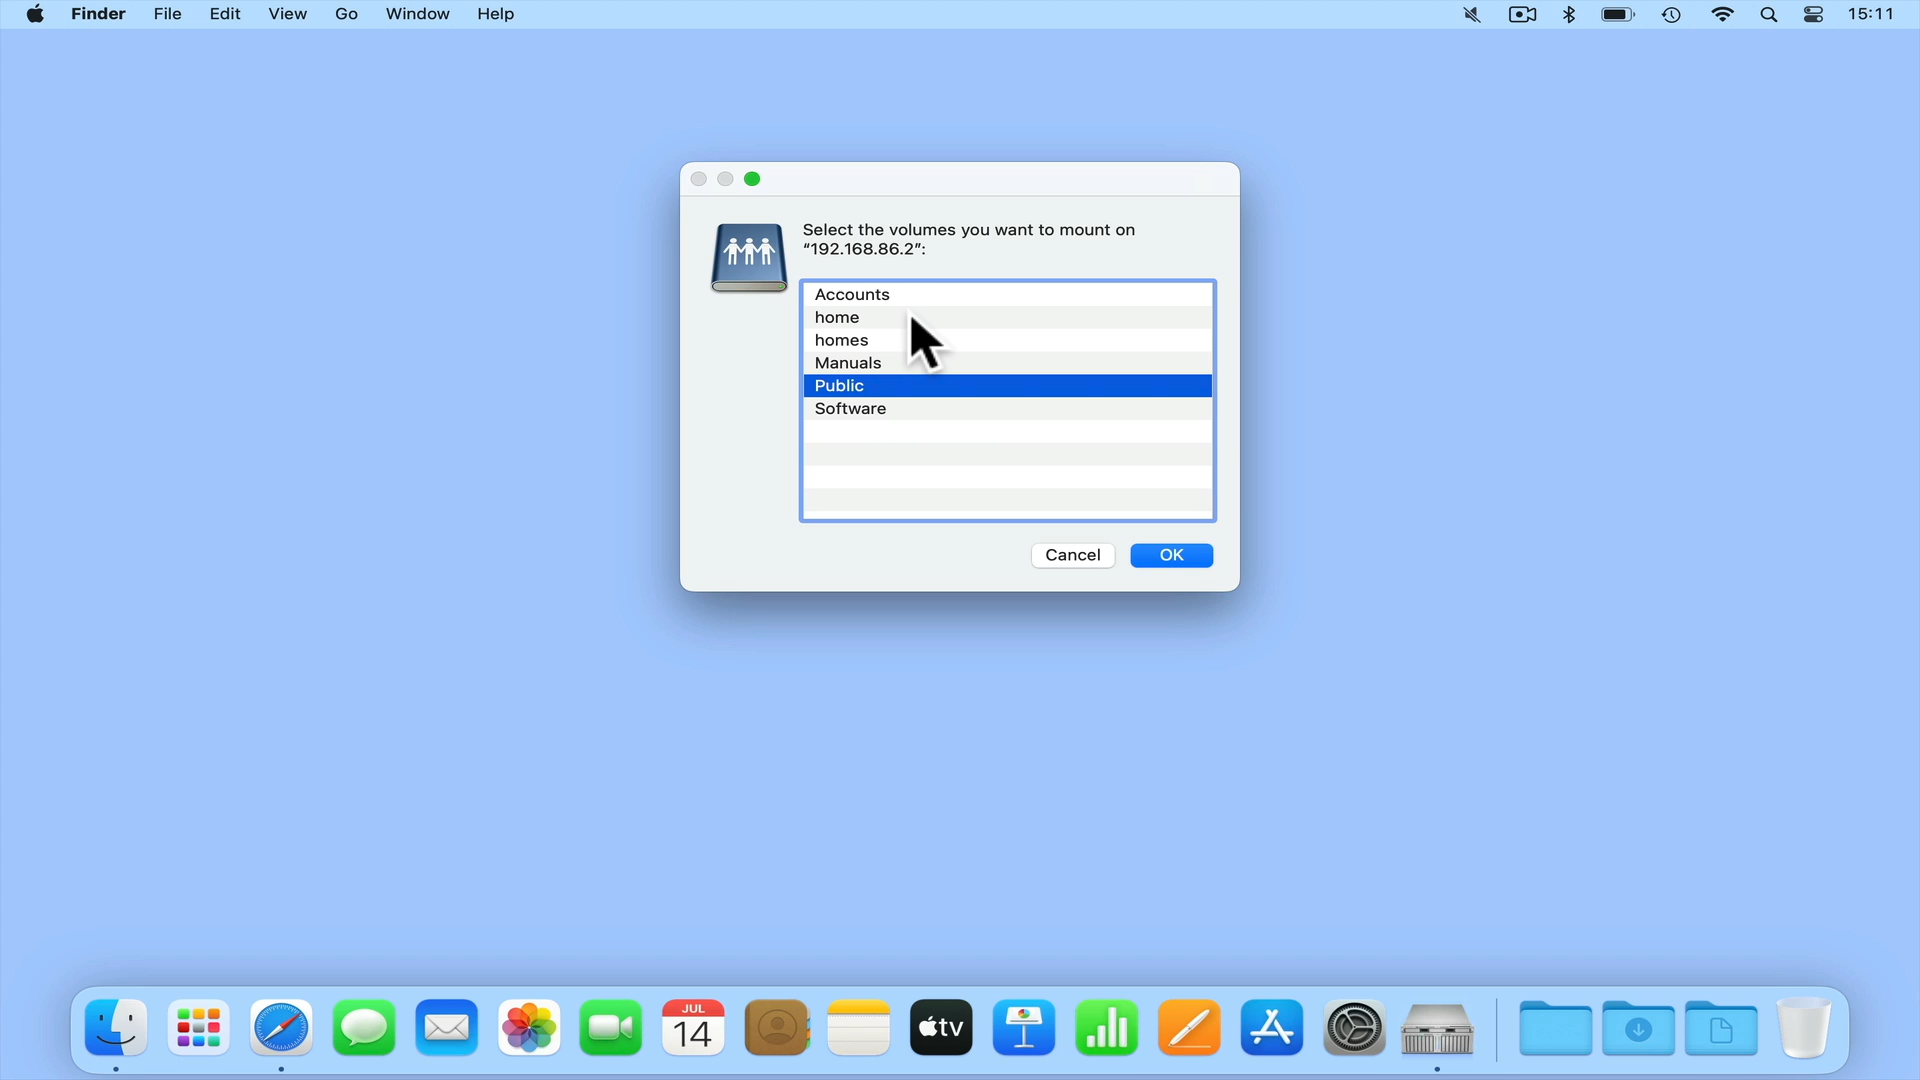 Finder File Edit View Go Window Help 15:11
Select the volumes you want to mount on
“192.168.86.2”:
Accounts
home
homes
Manuals
Public
Software
Cancel OK
JUL
14
tv